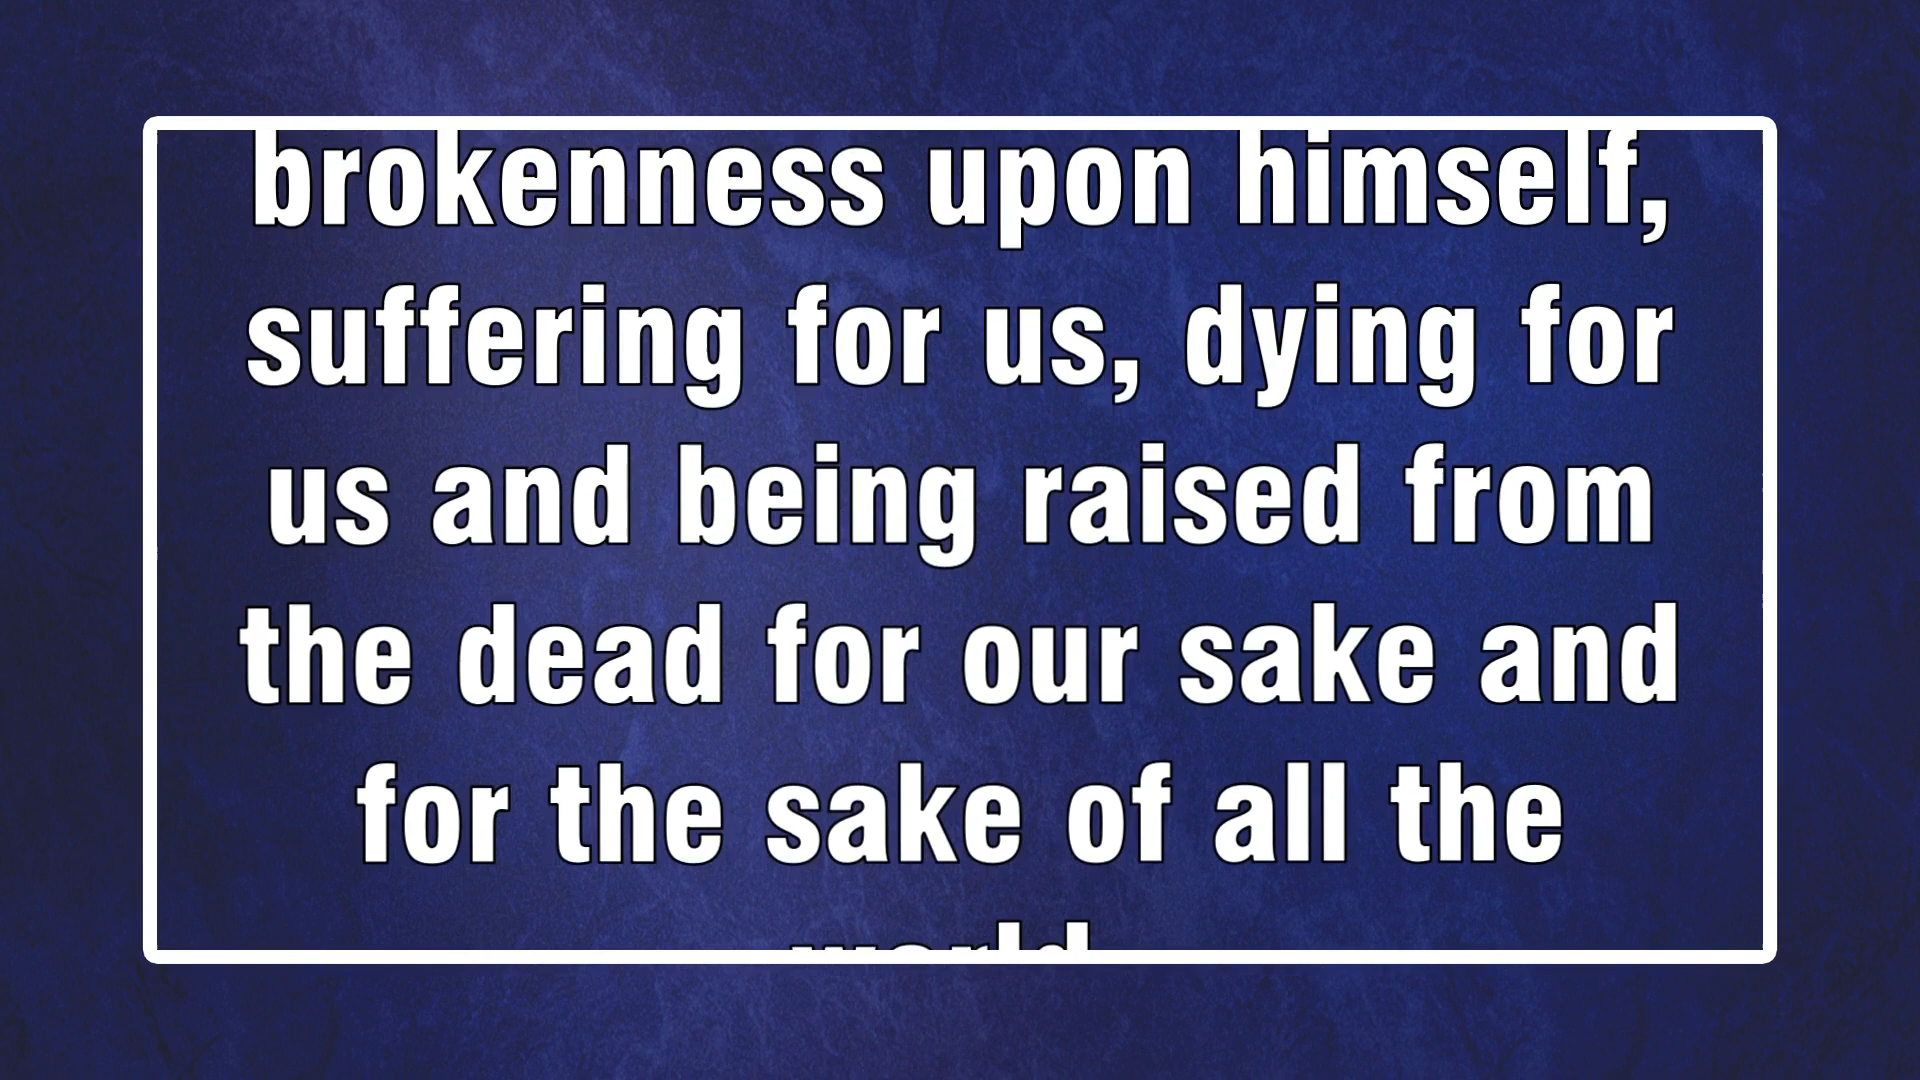 brokenness upon himself,
suffering for us, dying for
us and being raised from
the dead for our sake and
for the sake of all the
world